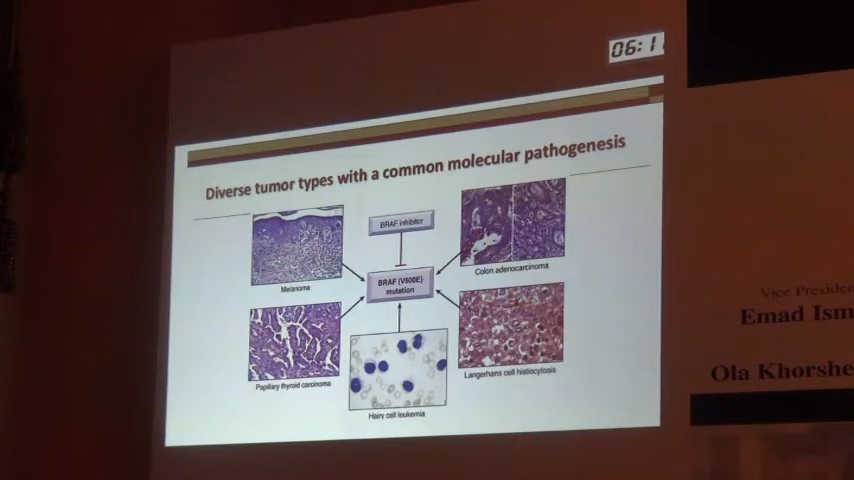 06:1
Diverse tumor types with a common molecular pathogenesis
BRAF inhibitor
Melanoma
BRAF (V600E)
mutation
Colon adenocarcinoma
Papillary thyroid carcinoma
Hairy cell leukemia
Langerhans cell histiocytosis
Vice Presiden
Emad Ism
Ola Khorshe